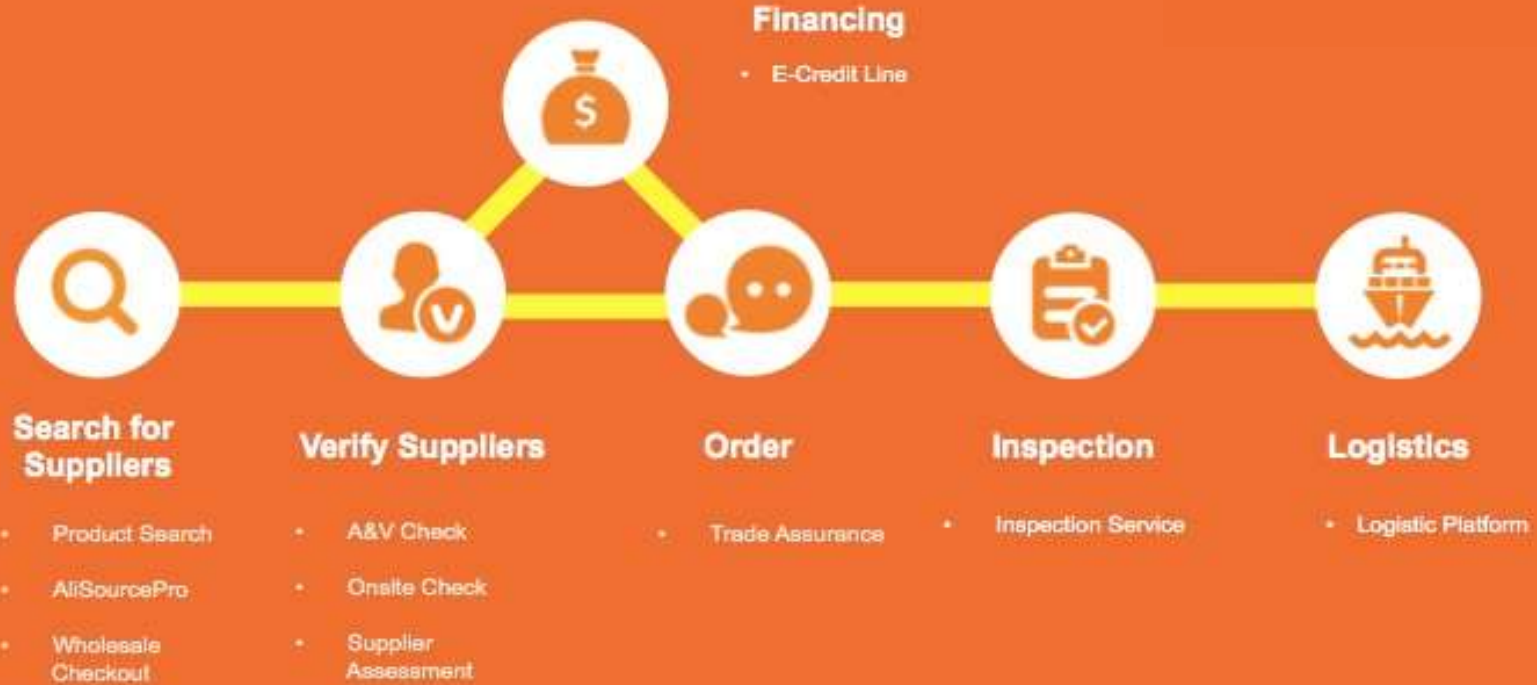 Financing
• E-Credit Line
$
V
Search for
Suppliers
• Product Search
• AliSourcePro
• Wholesale
Checkout
Verify Suppliers
• A&V Check
• Onsite Check
• Supplier
Assessment
Order
• Trade Assurance
Inspection
• Inspection Service
Logistics
• Logistic Platform